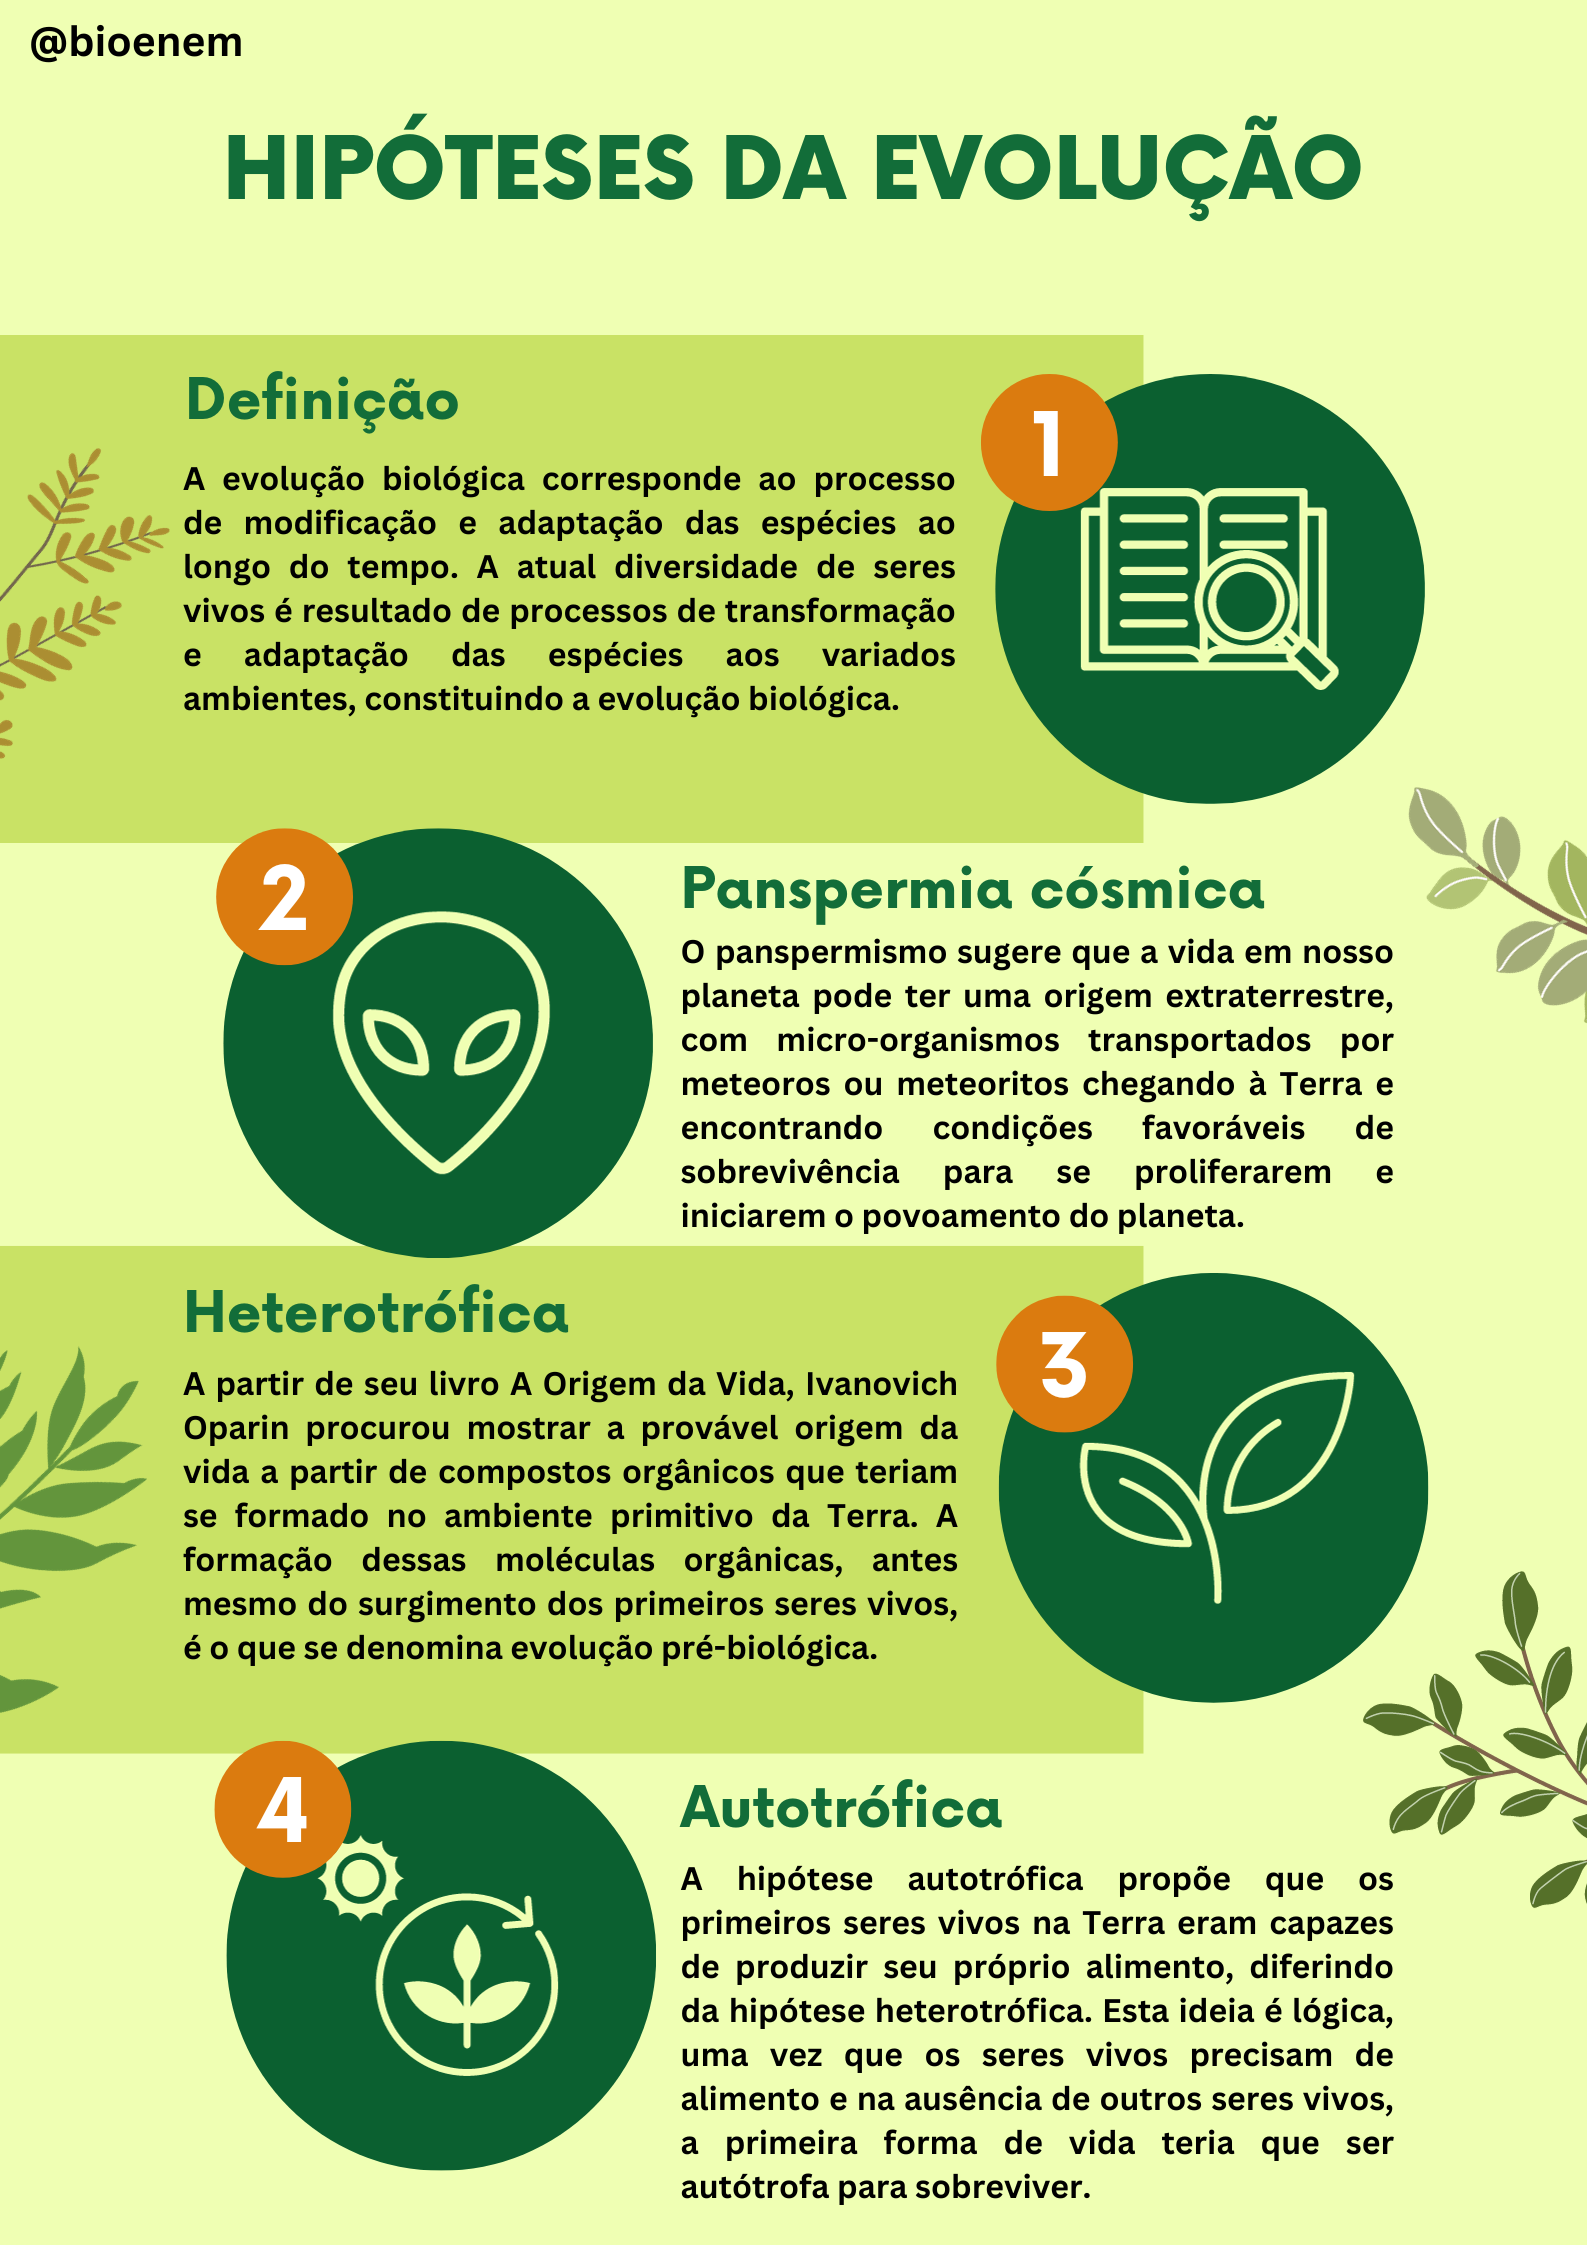 @bioenem
HIPÓTESES DA EVOLUÇÃO
Definição
1
A evolução biológica corresponde ao processo
de modificação e adaptação das espécies ao
longo do tempo. A atual diversidade de seres
vivos é resultado de processos de transformação
e adaptação das espécies aos variados
ambientes, constituindo a evolução biológica.
2
Panspermia cósmica
O panspermismo sugere que a vida em nosso
planeta pode ter uma origem extraterrestre,
com micro-organismos transportados por
meteoros ou meteoritos chegando à Terra e
encontrando condições favoráveis de
sobrevivência para se proliferarem e
iniciarem o povoamento do planeta.
Heterotrófica
3
A partir de seu livro A Origem da Vida, Ivanovich
Oparin procurou mostrar a provável origem da
vida a partir de compostos orgânicos que teriam
se formado no ambiente primitivo da Terra. A
formação dessas moléculas orgânicas, antes
mesmo do surgimento dos primeiros seres vivos,
é o que se denomina evolução pré-biológica.
4
Autotrófica
A hipótese autotrófica propõe que os
primeiros seres vivos na Terra eram capazes
de produzir seu próprio alimento, diferindo
da hipótese heterotrófica. Esta ideia é lógica,
uma vez que os seres vivos precisam de
alimento e na ausência de outros seres vivos,
a primeira forma de vida teria que ser
autótrofa para sobreviver.